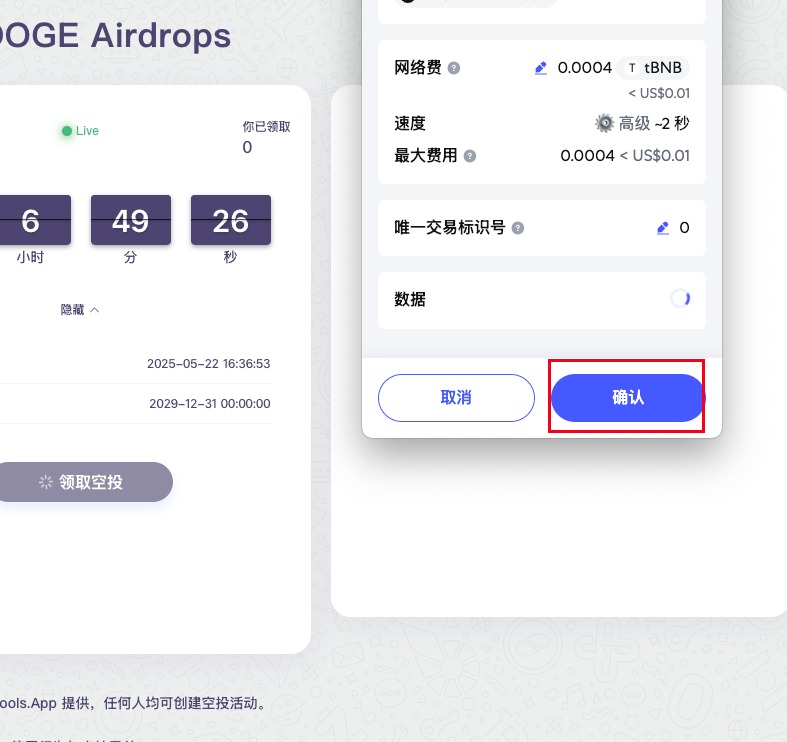 OGE Airdrops
Live
你已领取
0
6
49
26
小时
分
秒
隐藏
2025-05-22 16:36:53
2029-12-31 00:00:00
领取空投
ools.App 提供，任何人均可创建空投活动。
网络费 ?
0.0004 T tBNB
< US$0.01
速度
高级 ~2 秒
最大费用 ?
0.0004 < US$0.01
唯一交易标识号 ?
0
数据
取消
确认